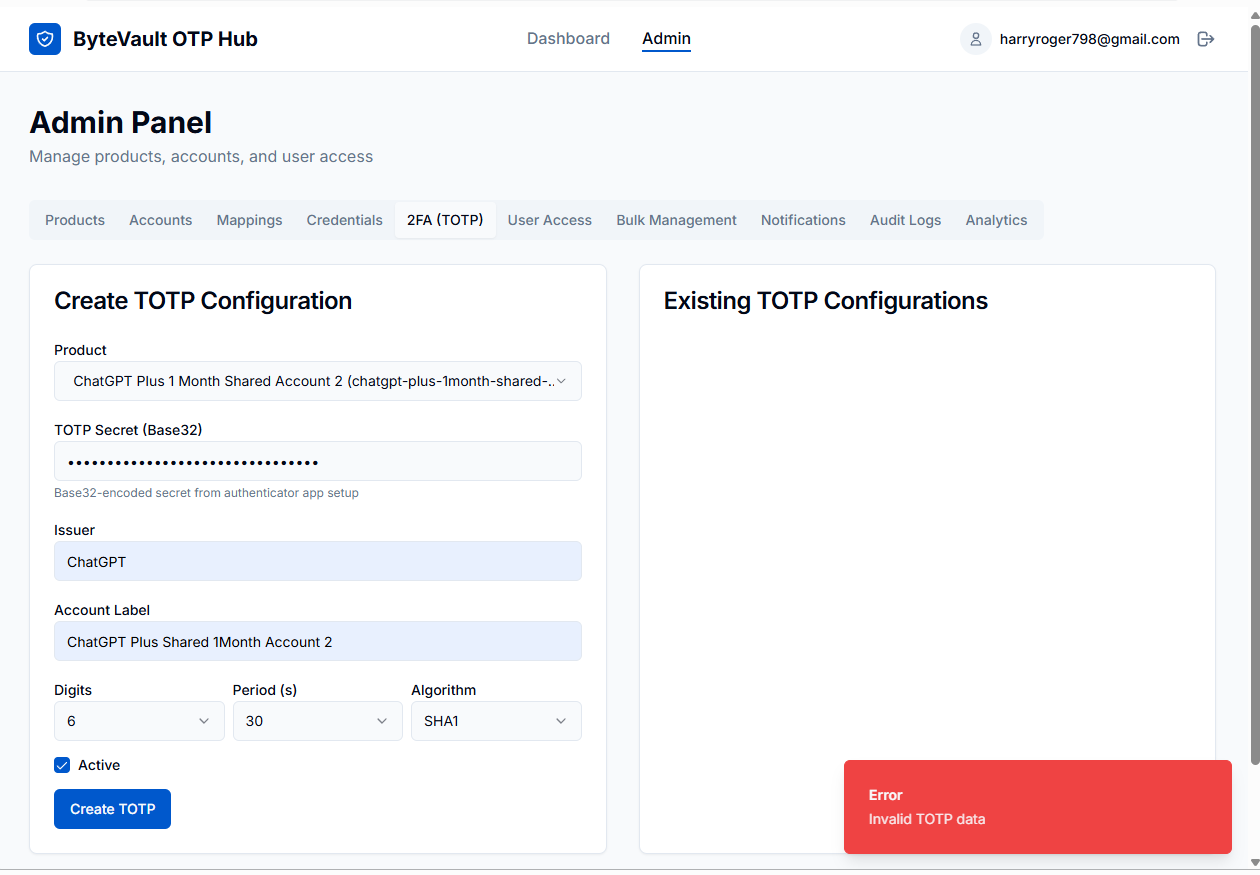 ByteVault OTP Hub
Dashboard
Admin
harryroger798@gmail.com
Admin Panel
Manage products, accounts, and user access
Products
Accounts
Mappings
Credentials
2FA (TOTP)
User Access
Bulk Management
Notifications
Audit Logs
Analytics
Create TOTP Configuration
Product
ChatGPT Plus 1 Month Shared Account 2 (chatgpt-plus-1month-shared-..
TOTP Secret (Base32)
••••••••••••••••••••••••••••••••
Base32-encoded secret from authenticator app setup
Issuer
ChatGPT
Account Label
ChatGPT Plus Shared 1Month Account 2
Digits
Period (s)
Algorithm
6
30
SHA1
Active
Create TOTP
Existing TOTP Configurations
Error
Invalid TOTP data